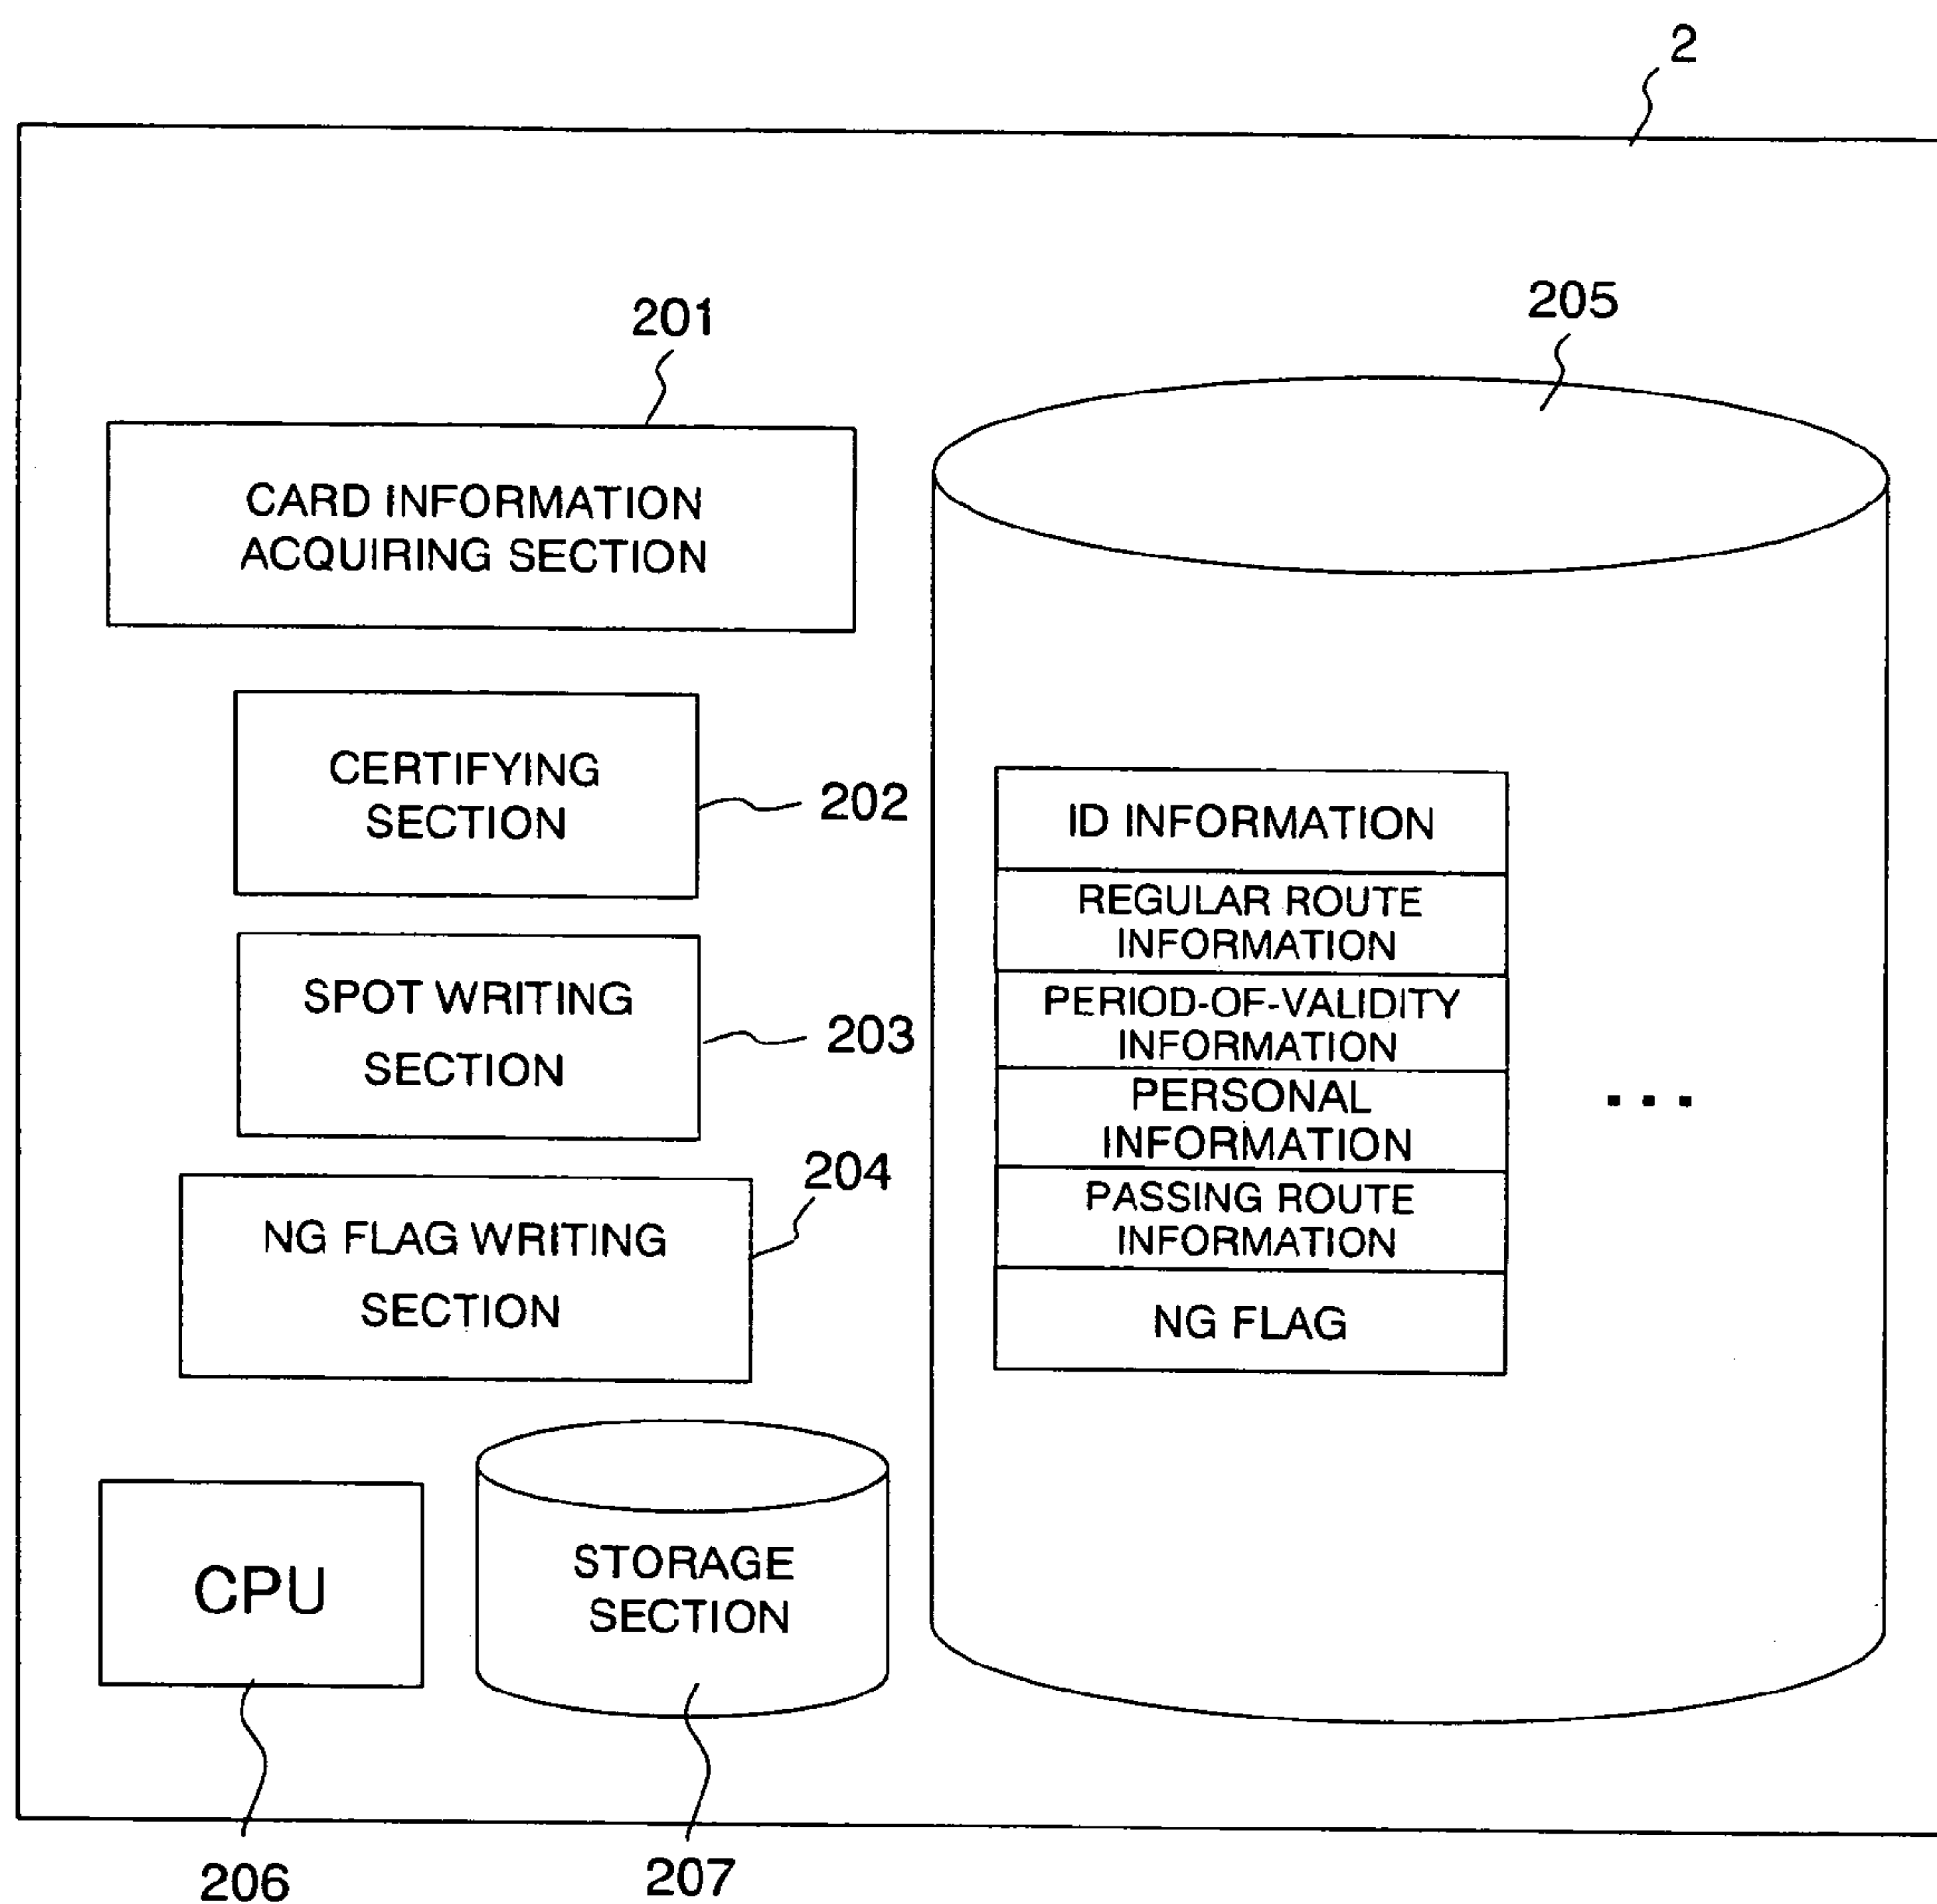 2
201
205
CARD INFORMATION
ACQUIRING SECTION
CERTIFYING
SECTION
202
SPOT WRITING
SECTION
203
204
NG FLAG WRITING
SECTION
ID INFORMATION
REGULAR ROUTE
INFORMATION
PERIOD-OF-VALIDITY
INFORMATION
PERSONAL
INFORMATION
PASSING ROUTE
INFORMATION
NG FLAG
...
CPU
STORAGE
SECTION
206
207